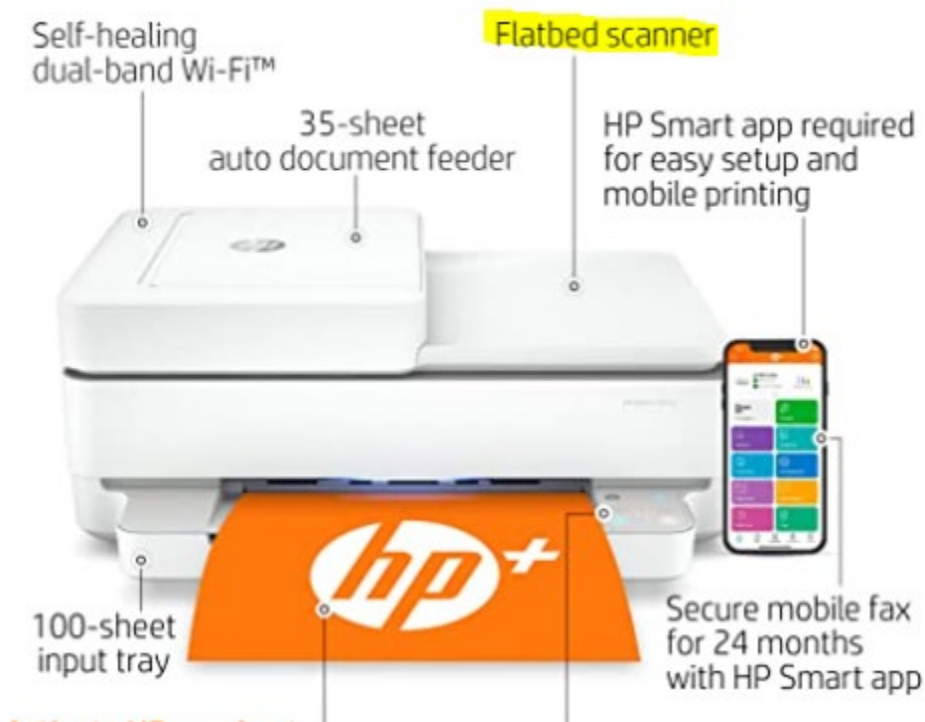 Self-healing
dual-band Wi-Fi™
Flatbed scanner
35-sheet
auto document feeder
HP Smart app required
for easy setup and
mobile printing
hp
hp+
100-sheet
input tray
Secure mobile fax
for 24 months
with HP Smart app